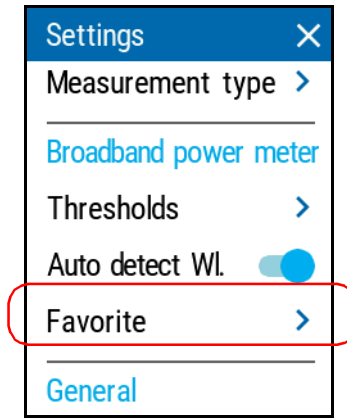 Settings
Measurement type
Broadband power meter
Thresholds
Auto detect Wl.
Favorite
General